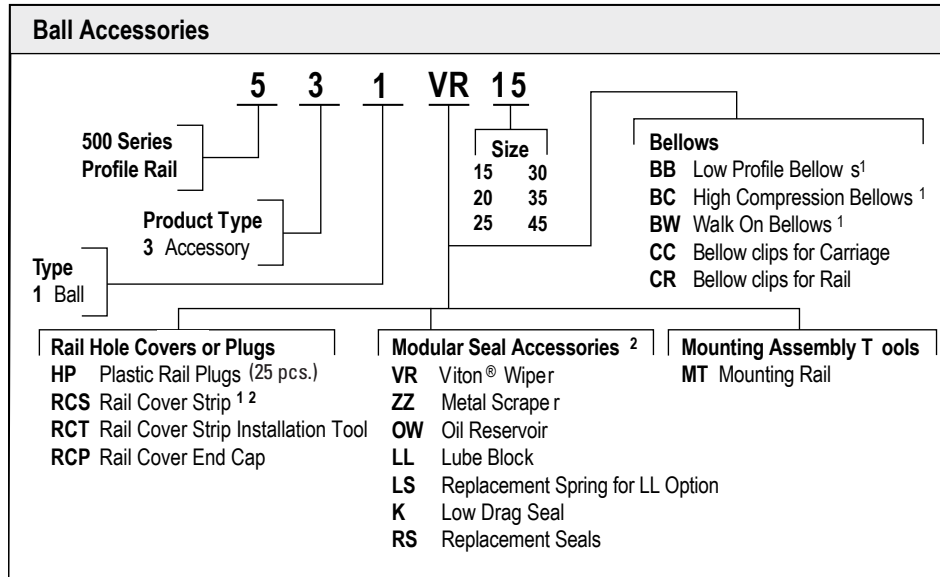 Ball Accessories
5 3 1 VR 15
500 Series
Profile Rail
Product Type
3 Accessory
Type
1 Ball
Size
15 30
20 35
25 45
Bellows
BB Low Profile Bellow s1
BC High Compression Bellows 1
BW Walk On Bellows 1
CC Bellow clips for Carriage
CR Bellow clips for Rail
Rail Hole Covers or Plugs
HP Plastic Rail Plugs (25 pcs.)
RCS Rail Cover Strip 1 2
RCT Rail Cover Strip Installation Tool
RCP Rail Cover End Cap
Modular Seal Accessories 2
VR Viton ® Wiper
ZZ Metal Scrape r
OW Oil Reservoir
LL Lube Block
LS Replacement Spring for LL Option
K Low Drag Seal
RS Replacement Seals
Mounting Assembly T ools
MT Mounting Rail